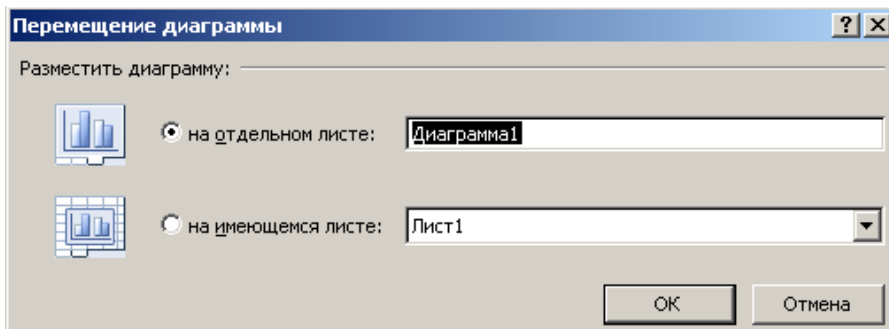 Перемещение диаграммы
Разместить диаграмму:
на отдельном листе: Диаграмма1
на имеющемся листе: Лист1
ОК Отмена